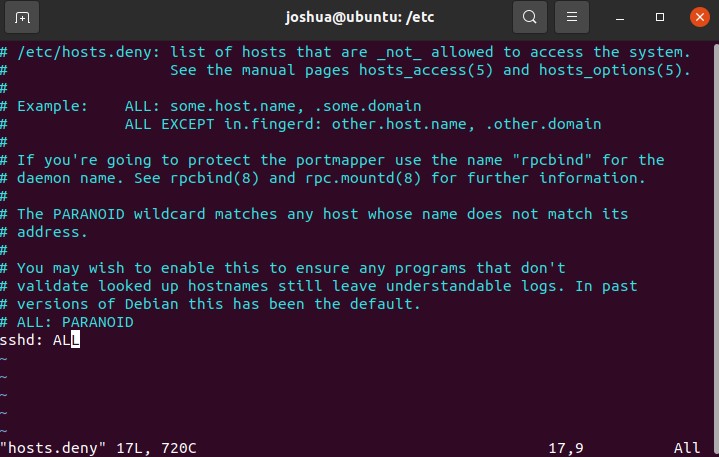 joshua@ubuntu: /etc
# /etc/hosts.deny: list of hosts that are _not_ allowed to access the system.
#                  See the manual pages hosts_access(5) and hosts_options(5).
#
# Example:    ALL: some.host.name, .some.domain
#             ALL EXCEPT in.fingerd: other.host.name, .other.domain
#
# If you're going to protect the portmapper use the name "rpcbind" for the
# daemon name. See rpcbind(8) and rpc.mountd(8) for further information.
#
# The PARANOID wildcard matches any host whose name does not match its
# address.
#
# You may wish to enable this to ensure any programs that don't
# validate looked up hostnames still leave understandable logs. In past
# versions of Debian this has been the default.
# ALL: PARANOID
sshd: ALL
~
~
~
~
~
"hosts.deny" 17L, 720C                                       17,9          All